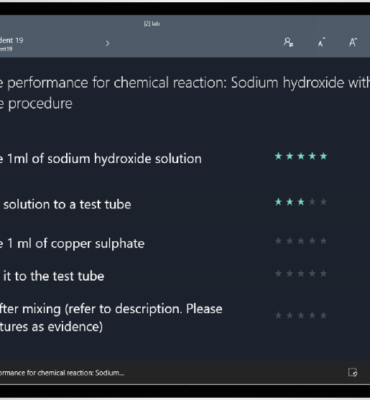 lab
dent 19
ent19
e performance for chemical reaction: Sodium hydroxide with
e procedure
e 1ml of sodium hydroxide solution
solution to a test tube
e 1 ml of copper sulphate
it to the test tube
fter mixing (refer to description. Please
tures as evidence)
ormance for chemical reaction: Sodium...